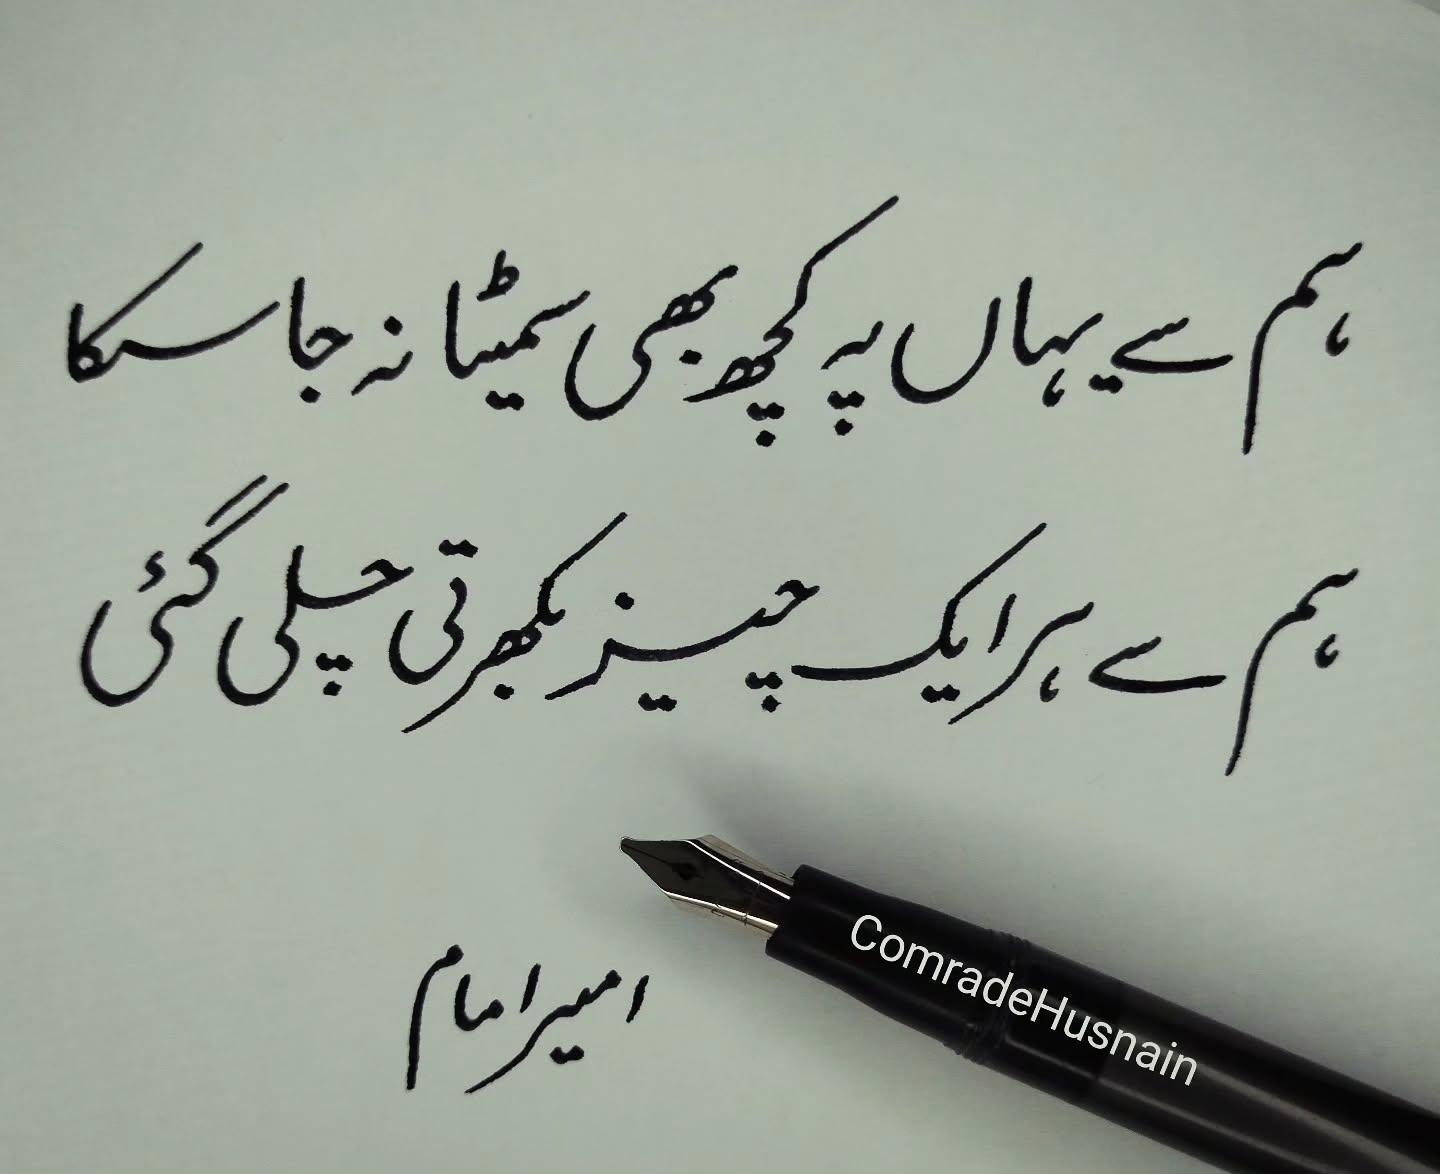 ہم سے یہاں پہ کچھ بھی سمیٹا نہ جا سکا
ہم سے ہر ایک چیز بکھرتی چلی گئی
امیر امام
ComradeHusnain